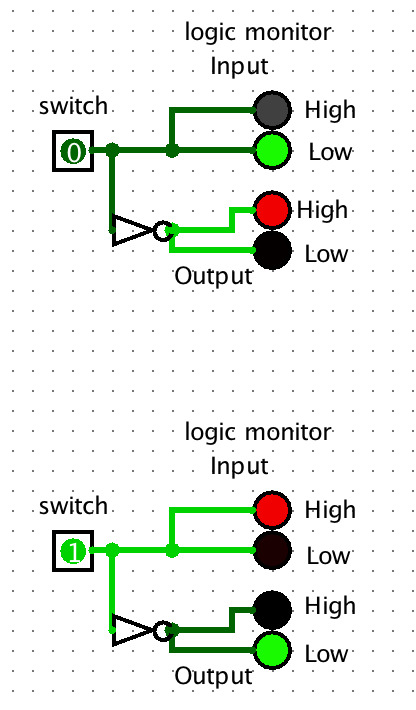 logic monitor
Input
switch
High
0
Low
High
Low
Output
logic monitor
Input
switch
High
1
Low
High
Low
Output